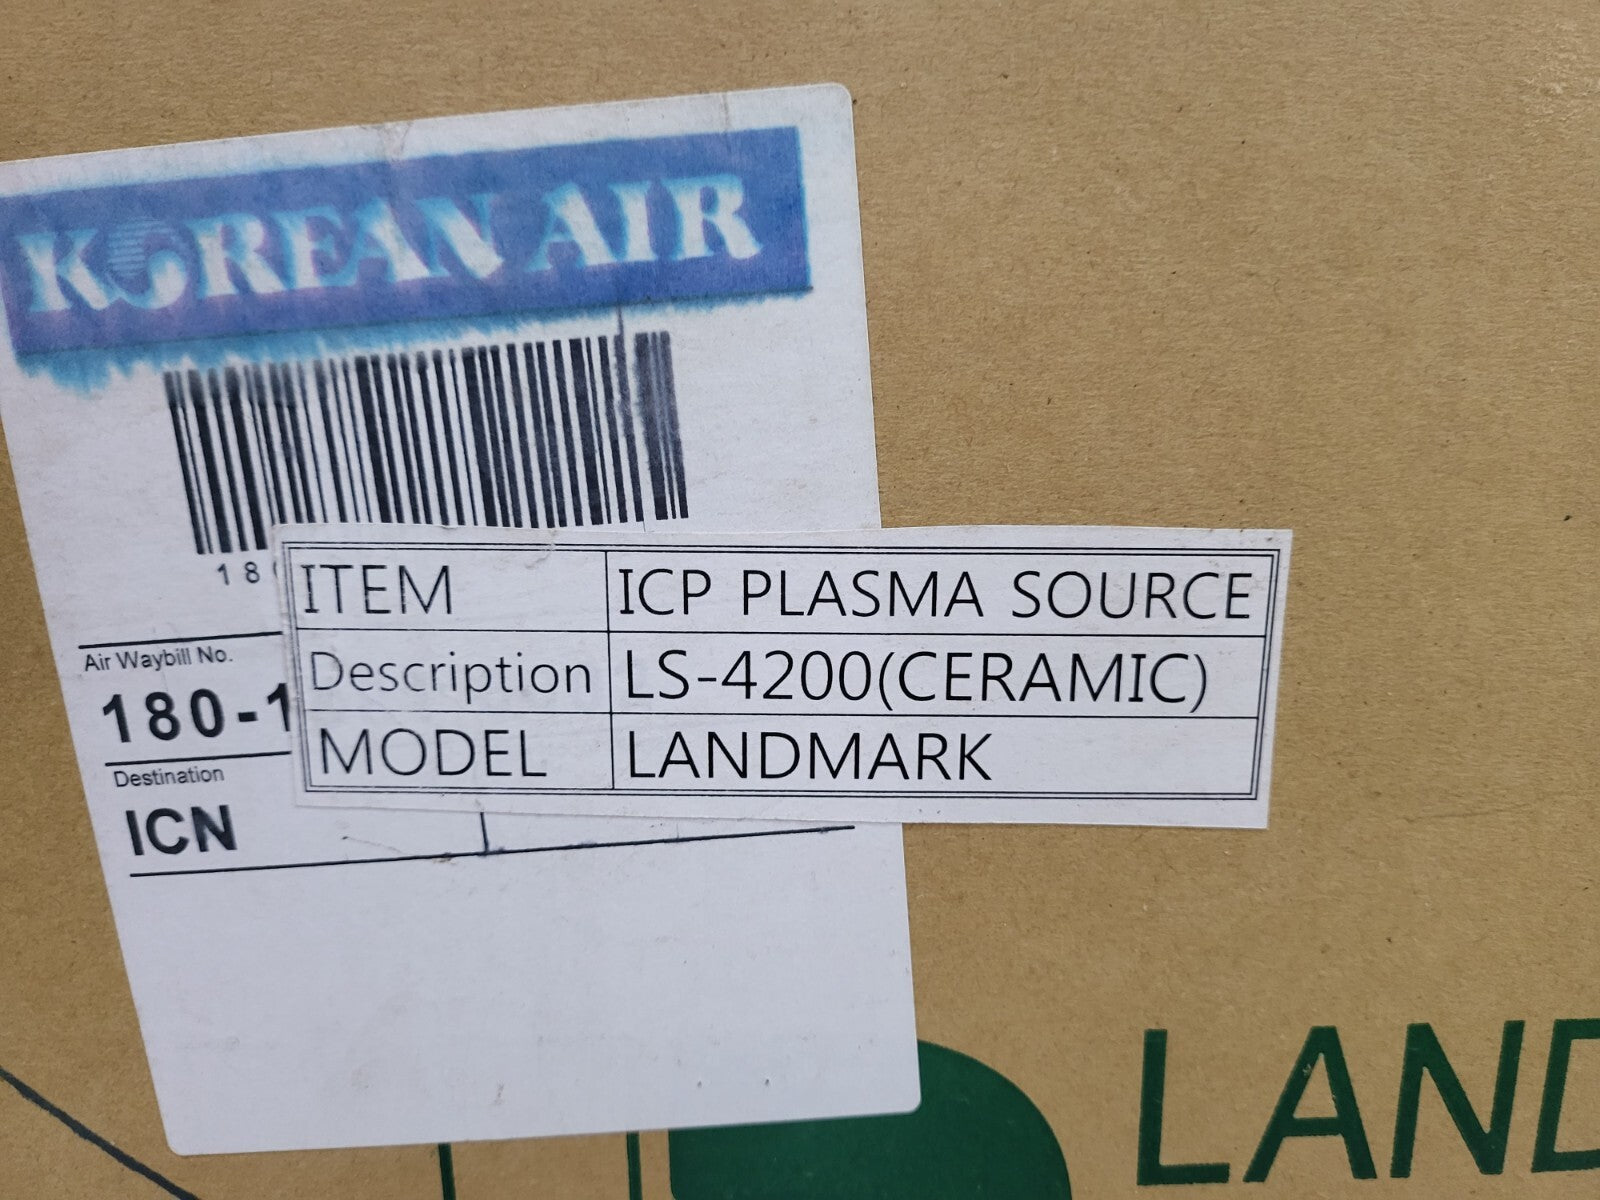 KOREAN AIR
18
ITEM ICP PLASMA SOURCE
Air Waybill No.
Description LS-4200(CERAMIC)
180-1
MODEL LANDMARK
Destination
ICN
LAND